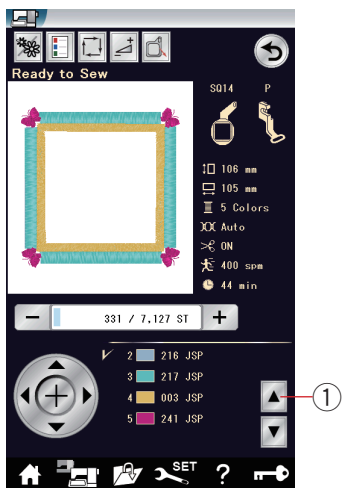 Ready to Sew
SQ14 P
106 mm
105 mm
5 Colors
Auto
ON
400 spm
44 min
− 331 / 7,127 ST +
2 216 JSP
3 217 JSP
4 003 JSP
5 241 JSP
1
SET
?